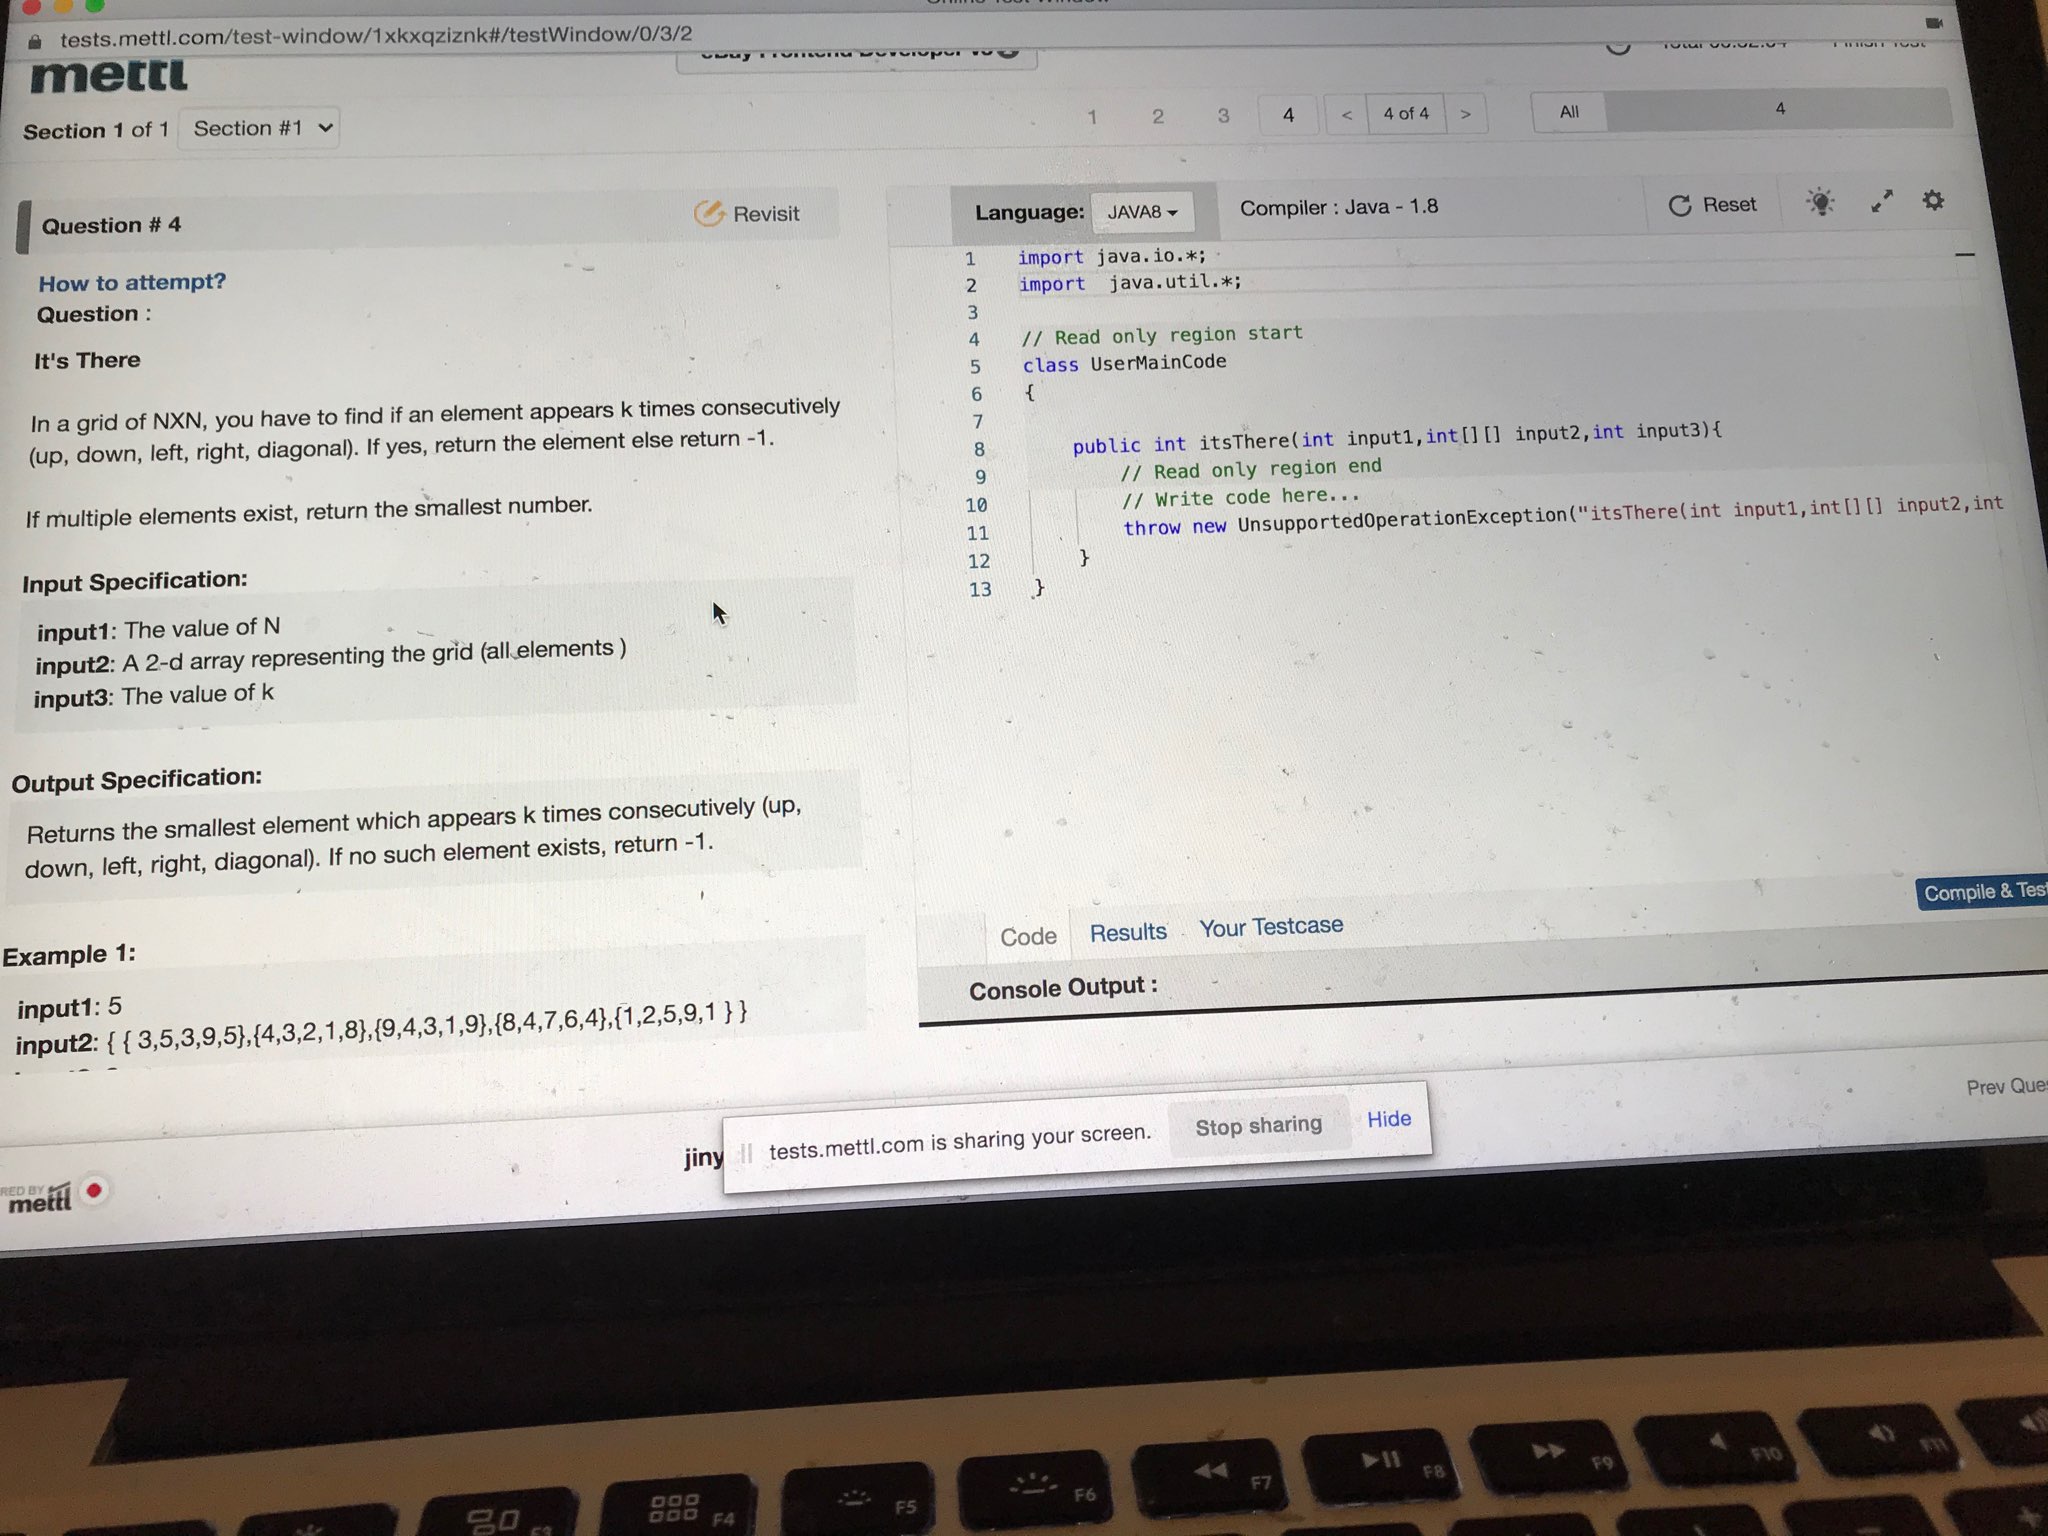 tests.mettl.com/test-window/1xkxqziznk#/testWindow/0/3/2
mettl
eBay Frontend Developer
Finish Test
Section 1 of 1 Section #1
1 2 3 4 < 4 of 4 > All 4
Question # 4
Revisit
How to attempt?
Question :
It's There
In a grid of NXN, you have to find if an element appears k times consecutively
(up, down, left, right, diagonal). If yes, return the element else return -1.
If multiple elements exist, return the smallest number.
Input Specification:
input1: The value of N
input2: A 2-d array representing the grid (all elements )
input3: The value of k
Output Specification:
Returns the smallest element which appears k times consecutively (up,
down, left, right, diagonal). If no such element exists, return -1.
Example 1:
input1: 5
input2: { { 3,5,3,9,5},{4,3,2,1,8},{9,4,3,1,9},{8,4,7,6,4},{1,2,5,9,1 } }
Language: JAVA8 Compiler : Java - 1.8 Reset
1 import java.io.*;
2 import  java.util.*;
3
4 // Read only region start
5 class UserMainCode
6 {
7
8 public int itsThere(int input1,int[][] input2,int input3){
9 // Read only region end
10 // Write code here...
11 throw new UnsupportedOperationException("itsThere(int input1,int[][] input2,int
12 }
13 }
Compile & Test
Code Results Your Testcase
Console Output :
Prev Ques
jiny
tests.mettl.com is sharing your screen. Stop sharing Hide
RED BY
mettl
F3 F4 F5 F6 F7 F8 F9 F10 F11